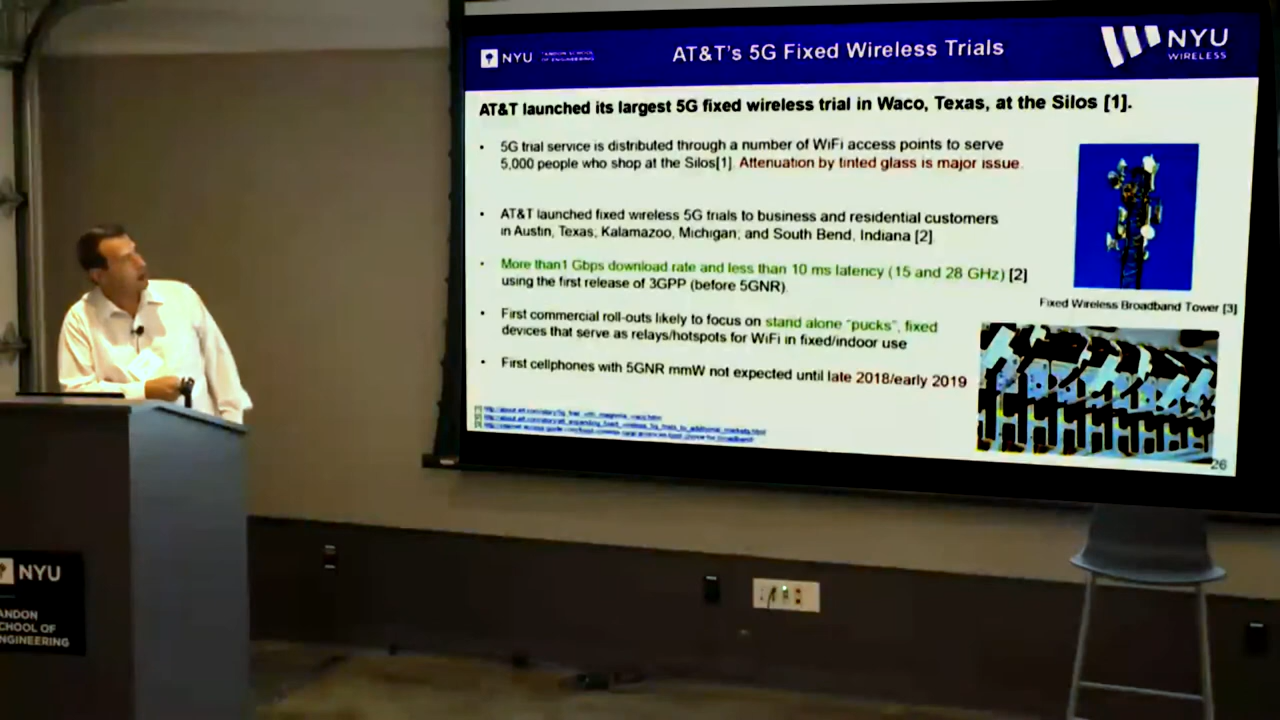 NYU
TANDON SCHOOL
OF ENGINEERING
AT&T's 5G Fixed Wireless Trials
NYU
WIRELESS
AT&T launched its largest 5G fixed wireless trial in Waco, Texas, at the Silos [1].
• 5G trial service is distributed through a number of WiFi access points to serve
5,000 people who shop at the Silos[1]. Attenuation by tinted glass is major issue.
• AT&T launched fixed wireless 5G trials to business and residential customers
in Austin, Texas; Kalamazoo, Michigan; and South Bend, Indiana [2]
• More than1 Gbps download rate and less than 10 ms latency (15 and 28 GHz) [2]
using the first release of 3GPP (before 5GNR).
Fixed Wireless Broadband Tower [3]
• First commercial roll-outs likely to focus on stand alone "pucks", fixed
devices that serve as relays/hotspots for WiFi in fixed/indoor use
• First cellphones with 5GNR mmW not expected until late 2018/early 2019
26
NYU
ANDON
CHOOL OF
NGINEERING